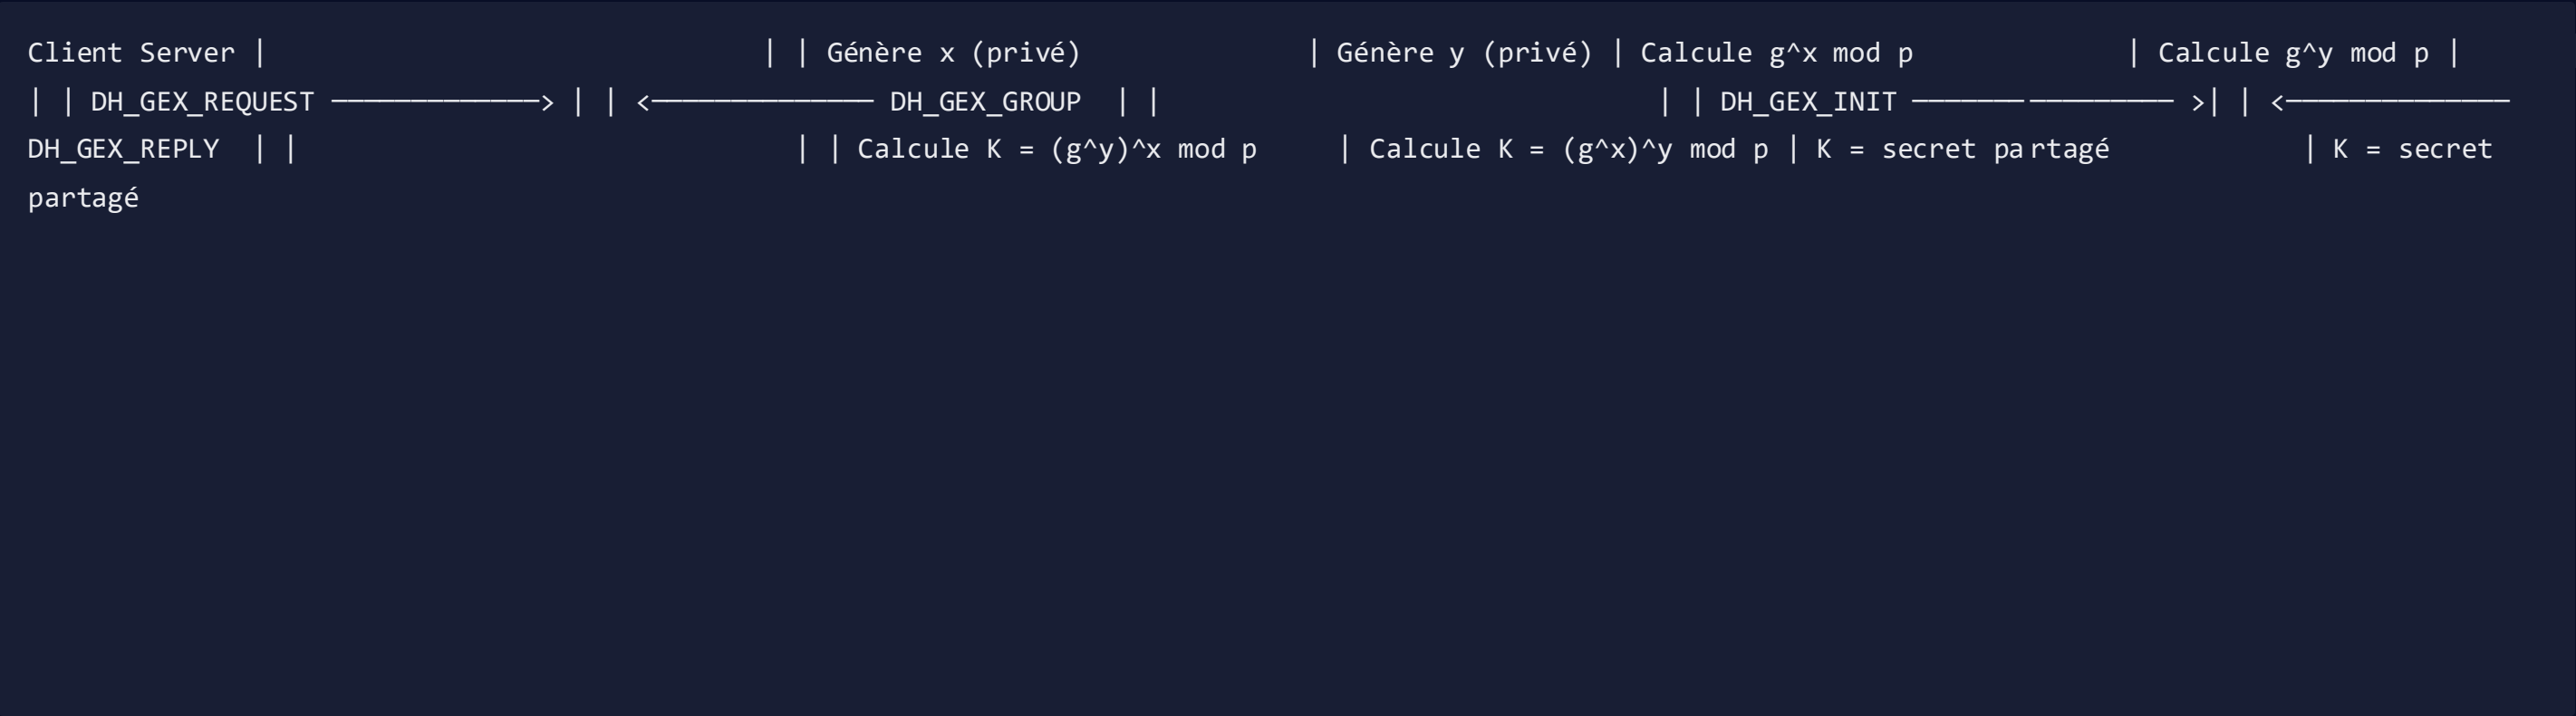 Client Server |                                | | Génère x (privé)               | Génère y (privé) | Calcule g^x mod p              | Calcule g^y mod p |
| | DH_GEX_REQUEST ─────────────> | | <────────────── DH_GEX_GROUP  | |                                | | DH_GEX_INIT ──────────────── >| | <──────────────
DH_GEX_REPLY  | |                                | | Calcule K = (g^y)^x mod p     | Calcule K = (g^x)^y mod p | K = secret partagé             | K = secret
partagé